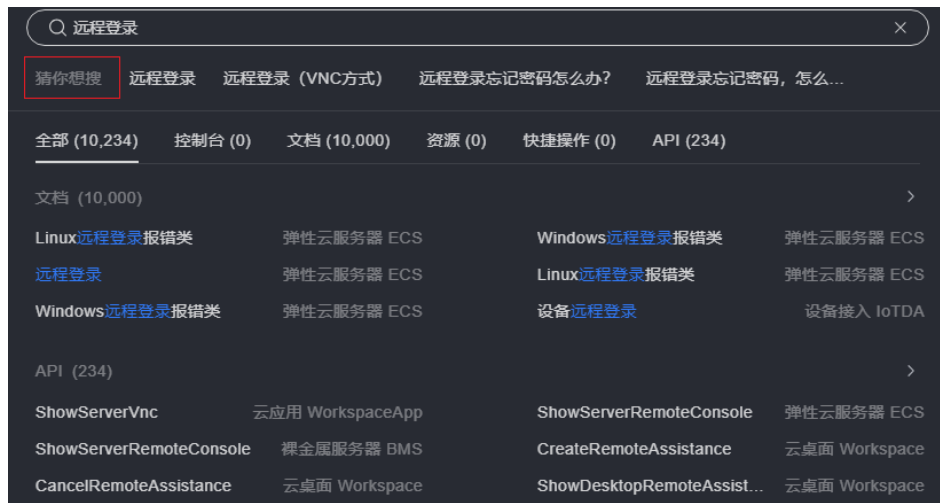 远程登录
猜你想搜 远程登录 远程登录（VNC方式） 远程登录忘记密码怎么办？ 远程登录忘记密码，怎么...
全部 (10,234) 控制台 (0) 文档 (10,000) 资源 (0) 快捷操作 (0) API (234)
文档 (10,000)
Linux远程登录报错类 弹性云服务器 ECS Windows远程登录报错类 弹性云服务器 ECS
远程登录 弹性云服务器 ECS Linux远程登录报错类 弹性云服务器 ECS
Windows远程登录报错类 弹性云服务器 ECS 设备远程登录 设备接入 IoTDA
API (234)
ShowServerVnc 云应用 WorkspaceApp ShowServerRemoteConsole 弹性云服务器 ECS
ShowServerRemoteConsole 裸金属服务器 BMS CreateRemoteAssistance 云桌面 Workspace
CancelRemoteAssistance 云桌面 Workspace ShowDesktopRemoteAssist... 云桌面 Workspace